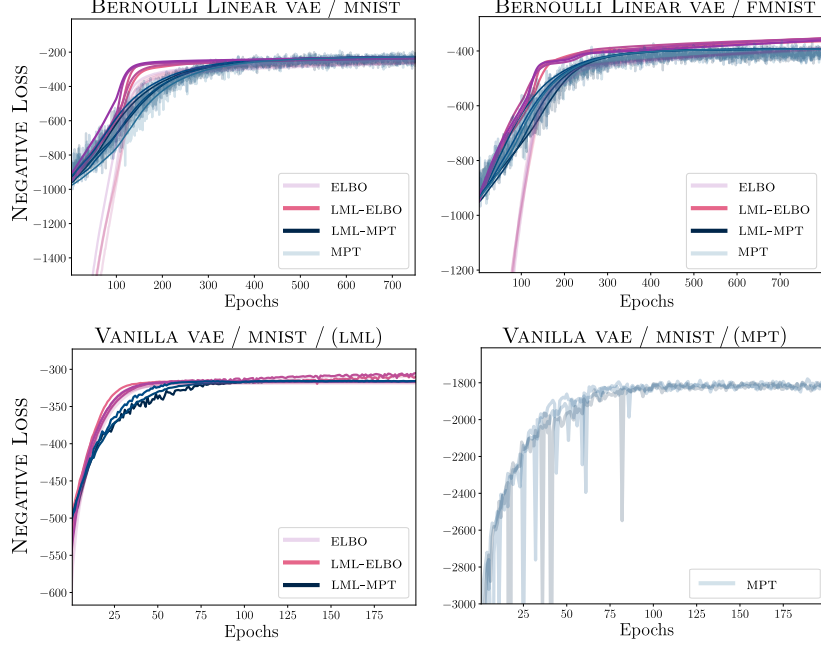 BERNOULLI LINEAR VAE / MNIST
NEGATIVE LOSS
−200
−400
−600
−800
−1000
−1200
−1400
ELBO
LML-ELBO
LML-MPT
MPT
100 200 300 400 500 600 700
Epochs
BERNOULLI LINEAR VAE / FMNIST
−400
−600
−800
−1000
−1200
ELBO
LML-ELBO
LML-MPT
MPT
100 200 300 400 500 600 700
Epochs
VANILLA VAE / MNIST / (LML)
NEGATIVE LOSS
−300
−350
−400
−450
−500
−550
−600
ELBO
LML-ELBO
LML-MPT
25 50 75 100 125 150 175
Epochs
VANILLA VAE / MNIST / (MPT)
−1800
−2000
−2200
−2400
−2600
−2800
−3000
MPT
25 50 75 100 125 150 175
Epochs